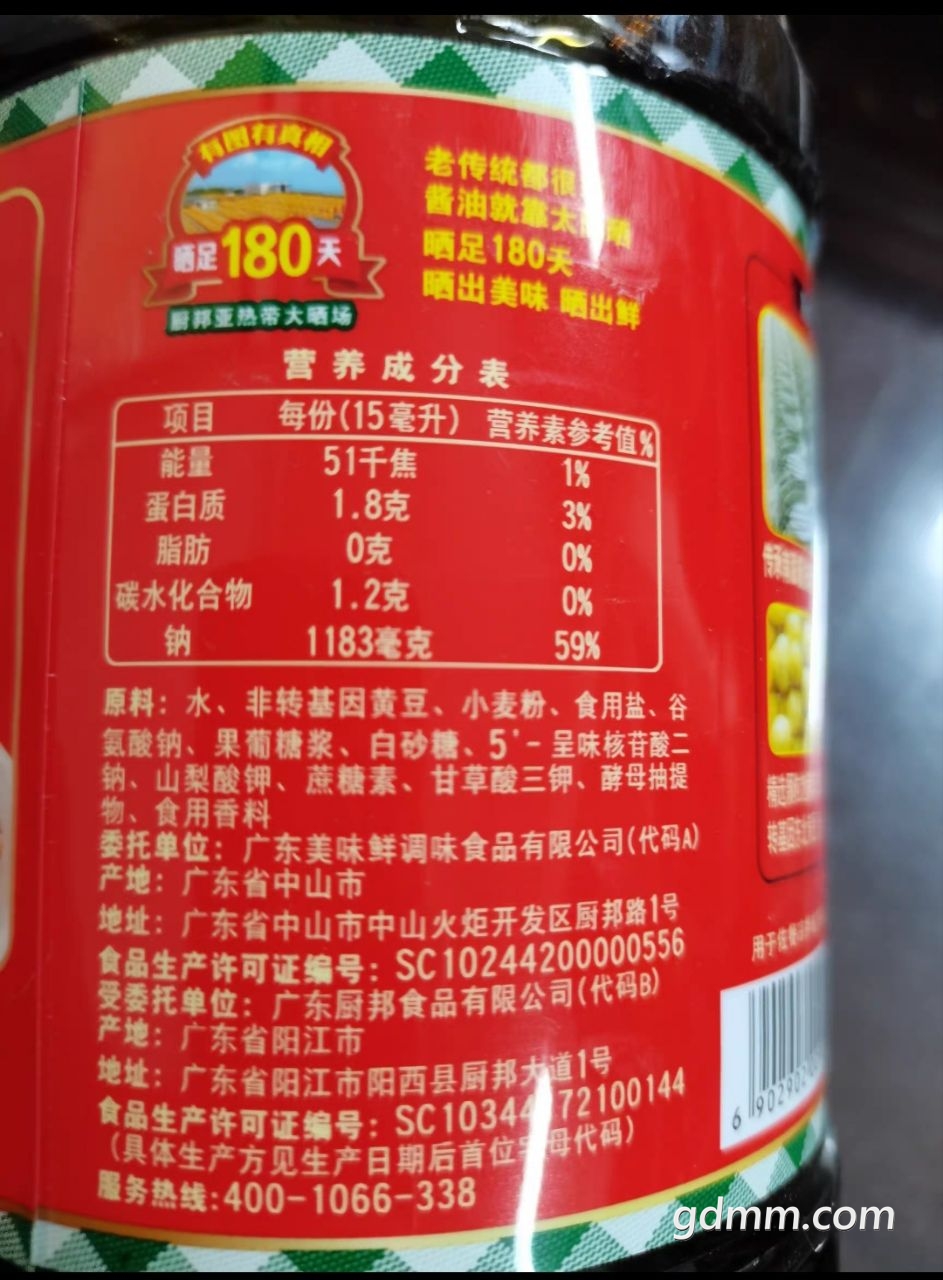 有图有真相
晒足180天
厨邦亚热带大晒场
老传统都很
酱油就靠太
晒足180天
晒出美味 晒出鲜
营养成分表
项目 每份(15毫升) 营养素参考值%
能量 51千焦 1%
蛋白质 1.8克 3%
脂肪 0克 0%
碳水化合物 1.2克 0%
钠 1183毫克 59%
原料：水、非转基因黄豆、小麦粉、食用盐、谷
氨酸钠、果葡糖浆、白砂糖、5'-呈味核苷酸二
钠、山梨酸钾、蔗糖素、甘草酸三钾、酵母抽提
物、食用香料
委托单位：广东美味鲜调味食品有限公司(代码A)
产地：广东省中山市
地址：广东省中山市中山火炬开发区厨邦路1号
食品生产许可证编号：SC10244200000556
受委托单位：广东厨邦食品有限公司(代码B)
产地：广东省阳江市
地址：广东省阳江市阳西县厨邦大道1号
食品生产许可证编号：SC10344 72100144
(具体生产方见生产日期后首位字母代码)
服务热线:400-1066-338
用于佐餐
6 902902
gdmm.com